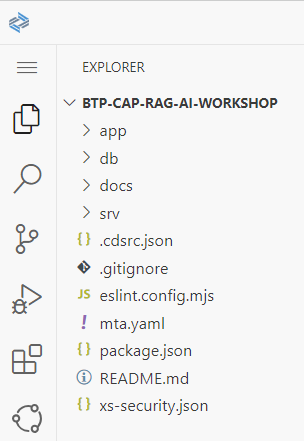 EXPLORER
BTP-CAP-RAG-AI-WORKSHOP
app
db
docs
srv
{ } .cdsrc.json
.gitignore
eslint.config.mjs
! mta.yaml
{ } package.json
README.md
{ } xs-security.json